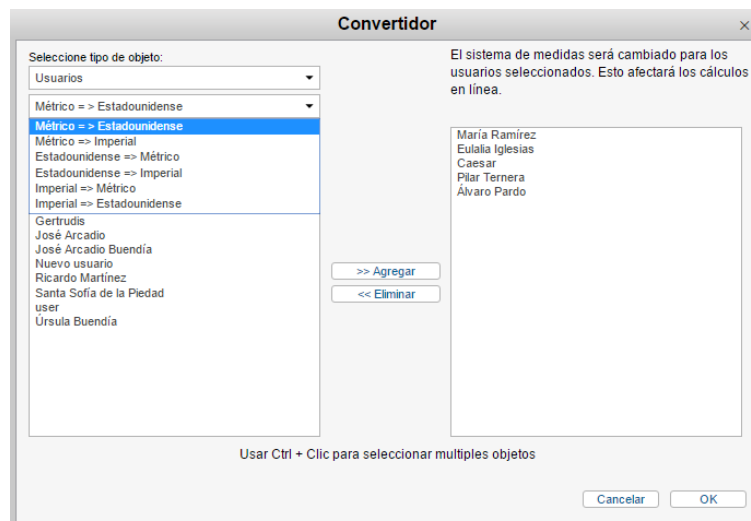 Convertidor
×
Seleccione tipo de objeto:
Usuarios
Métrico = > Estadounidense
Métrico = > Estadounidense
Métrico => Imperial
Estadounidense => Métrico
Estadounidense => Imperial
Imperial => Métrico
Imperial => Estadounidense
Gertrudis
José Arcadio
José Arcadio Buendía
Nuevo usuario
Ricardo Martínez
Santa Sofía de la Piedad
user
Úrsula Buendía
>> Agregar
<< Eliminar
El sistema de medidas será cambiado para los
usuarios seleccionados. Esto afectará los cálculos
en línea.
María Ramírez
Eulalia Iglesias
Caesar
Pilar Ternera
Álvaro Pardo
Usar Ctrl + Clic para seleccionar multiples objetos
Cancelar
OK